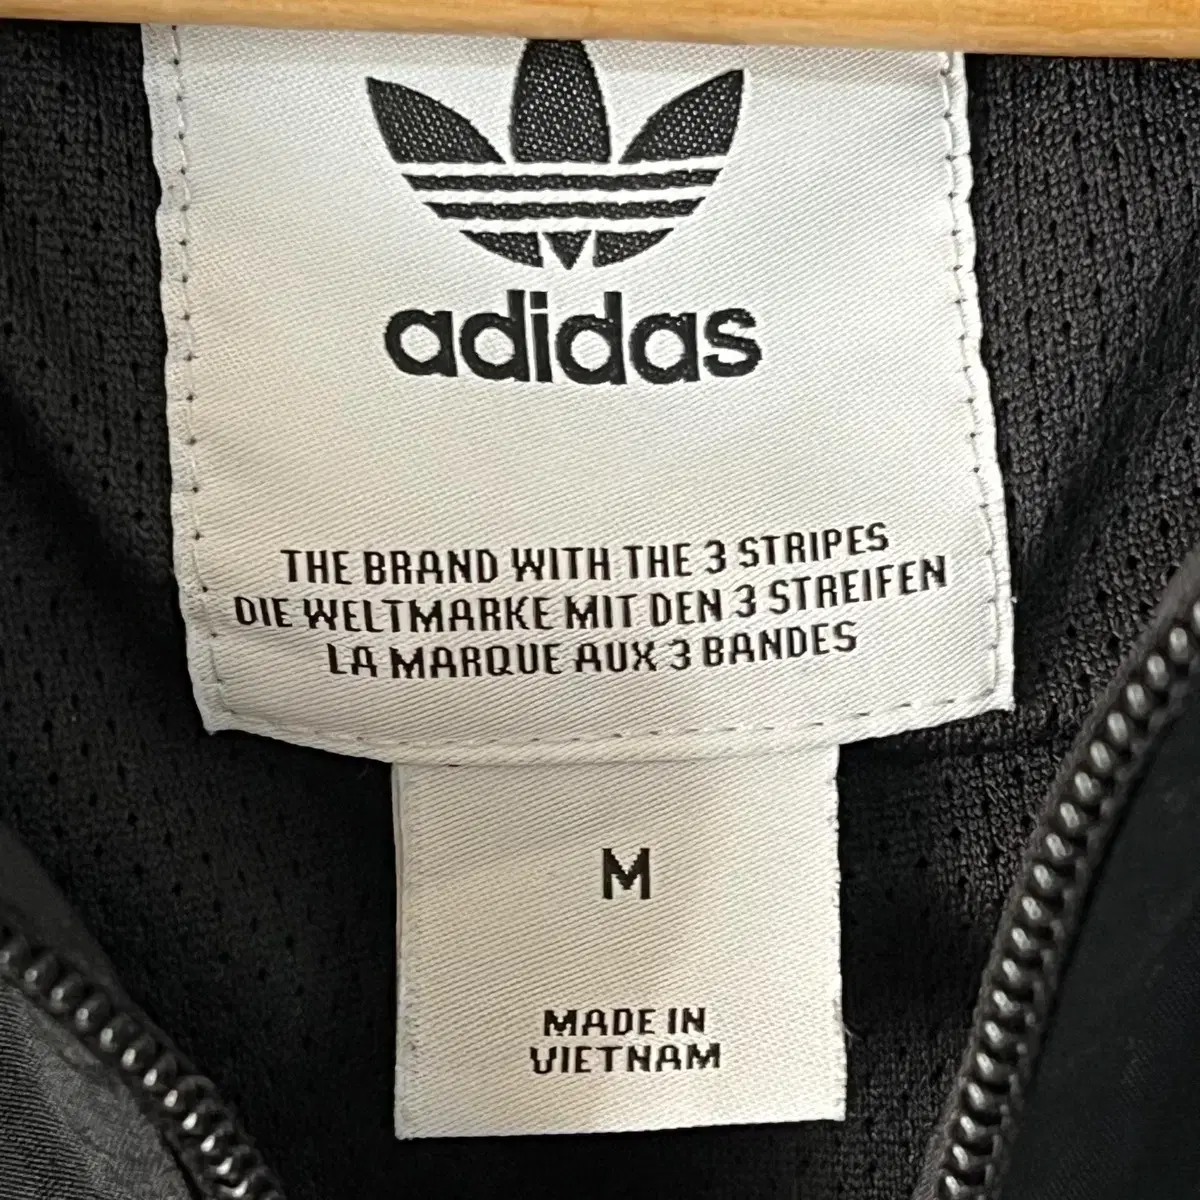 adidas
THE BRAND WITH THE 3 STRIPES
DIE WELTMARKE MIT DEN 3 STREIFEN
LA MARQUE AUX 3 BANDES
M
MADE IN
VIETNAM